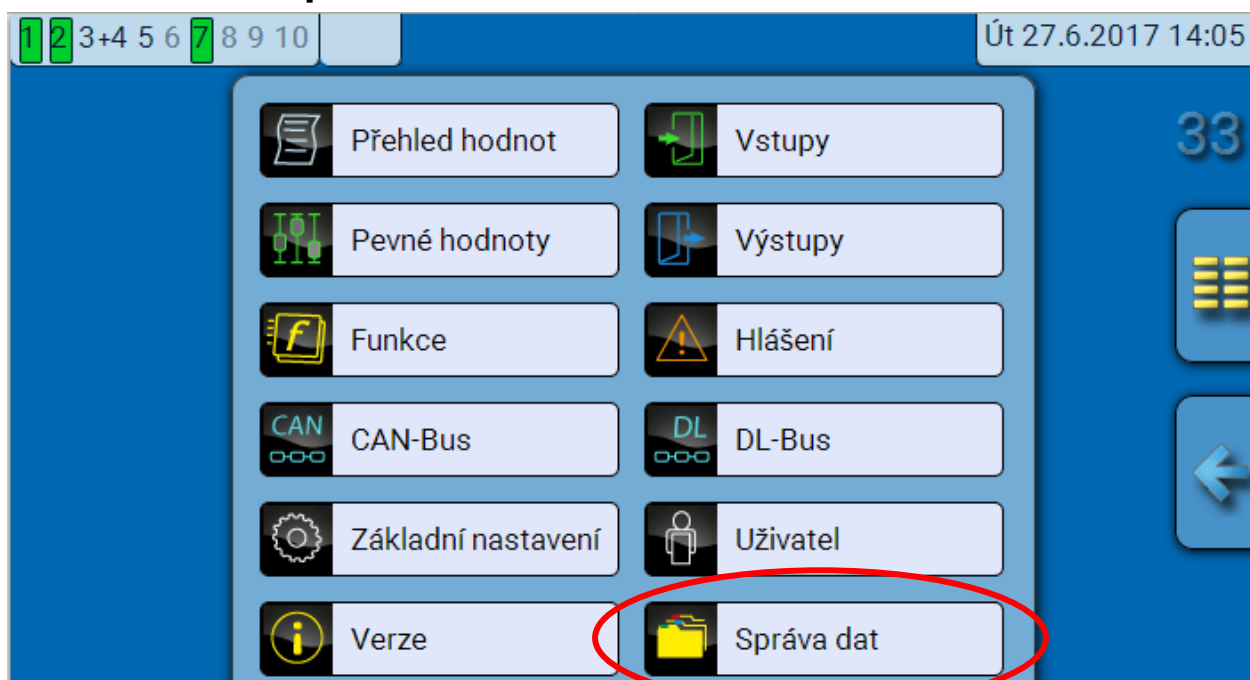 1 2 3+4 5 6 7 8 9 10
Út 27.6.2017 14:05
33
Přehled hodnot
Vstupy
Pevné hodnoty
Výstupy
f Funkce
Hlášení
CAN CAN-Bus
DL DL-Bus
Základní nastavení
Uživatel
i Verze
Správa dat